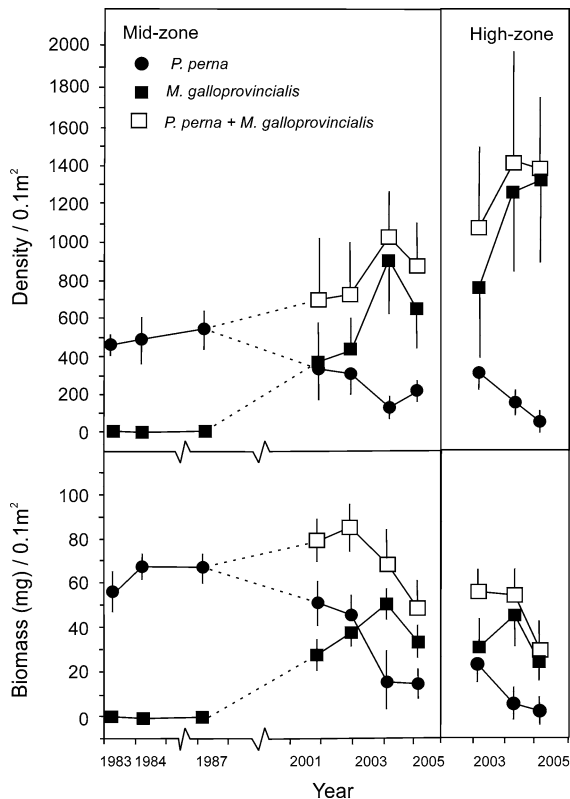 Mid-zone
High-zone
P. perna
M. galloprovincialis
P. perna + M. galloprovincialis
Density / 0.1m²
2000
1800
1600
1400
1200
1000
800
600
400
200
0
Biomass (mg) / 0.1m²
100
80
60
40
20
0
1983 1984 1987 2001 2003 2005 2003 2005
Year